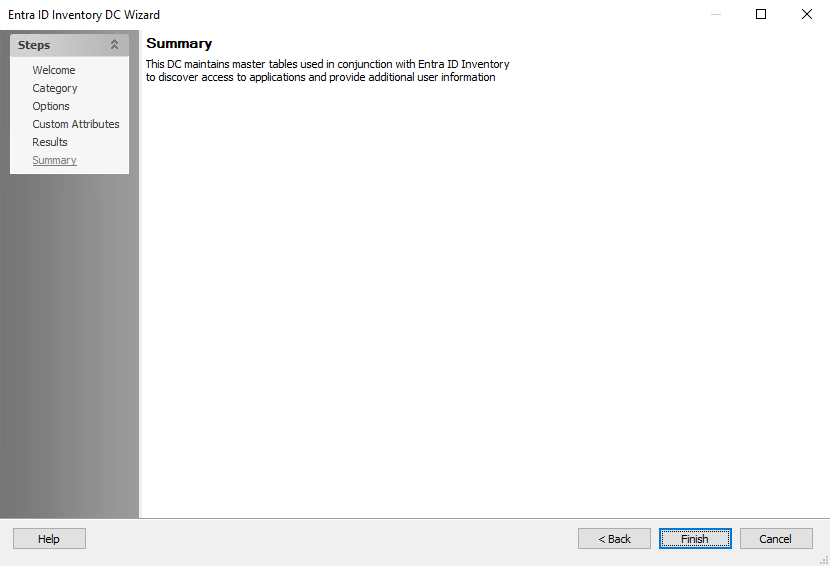 Entra ID Inventory DC Wizard
Steps
Welcome
Category
Options
Custom Attributes
Results
Summary
Summary
This DC maintains master tables used in conjunction with Entra ID Inventory
to discover access to applications and provide additional user information
Help
< Back
Finish
Cancel